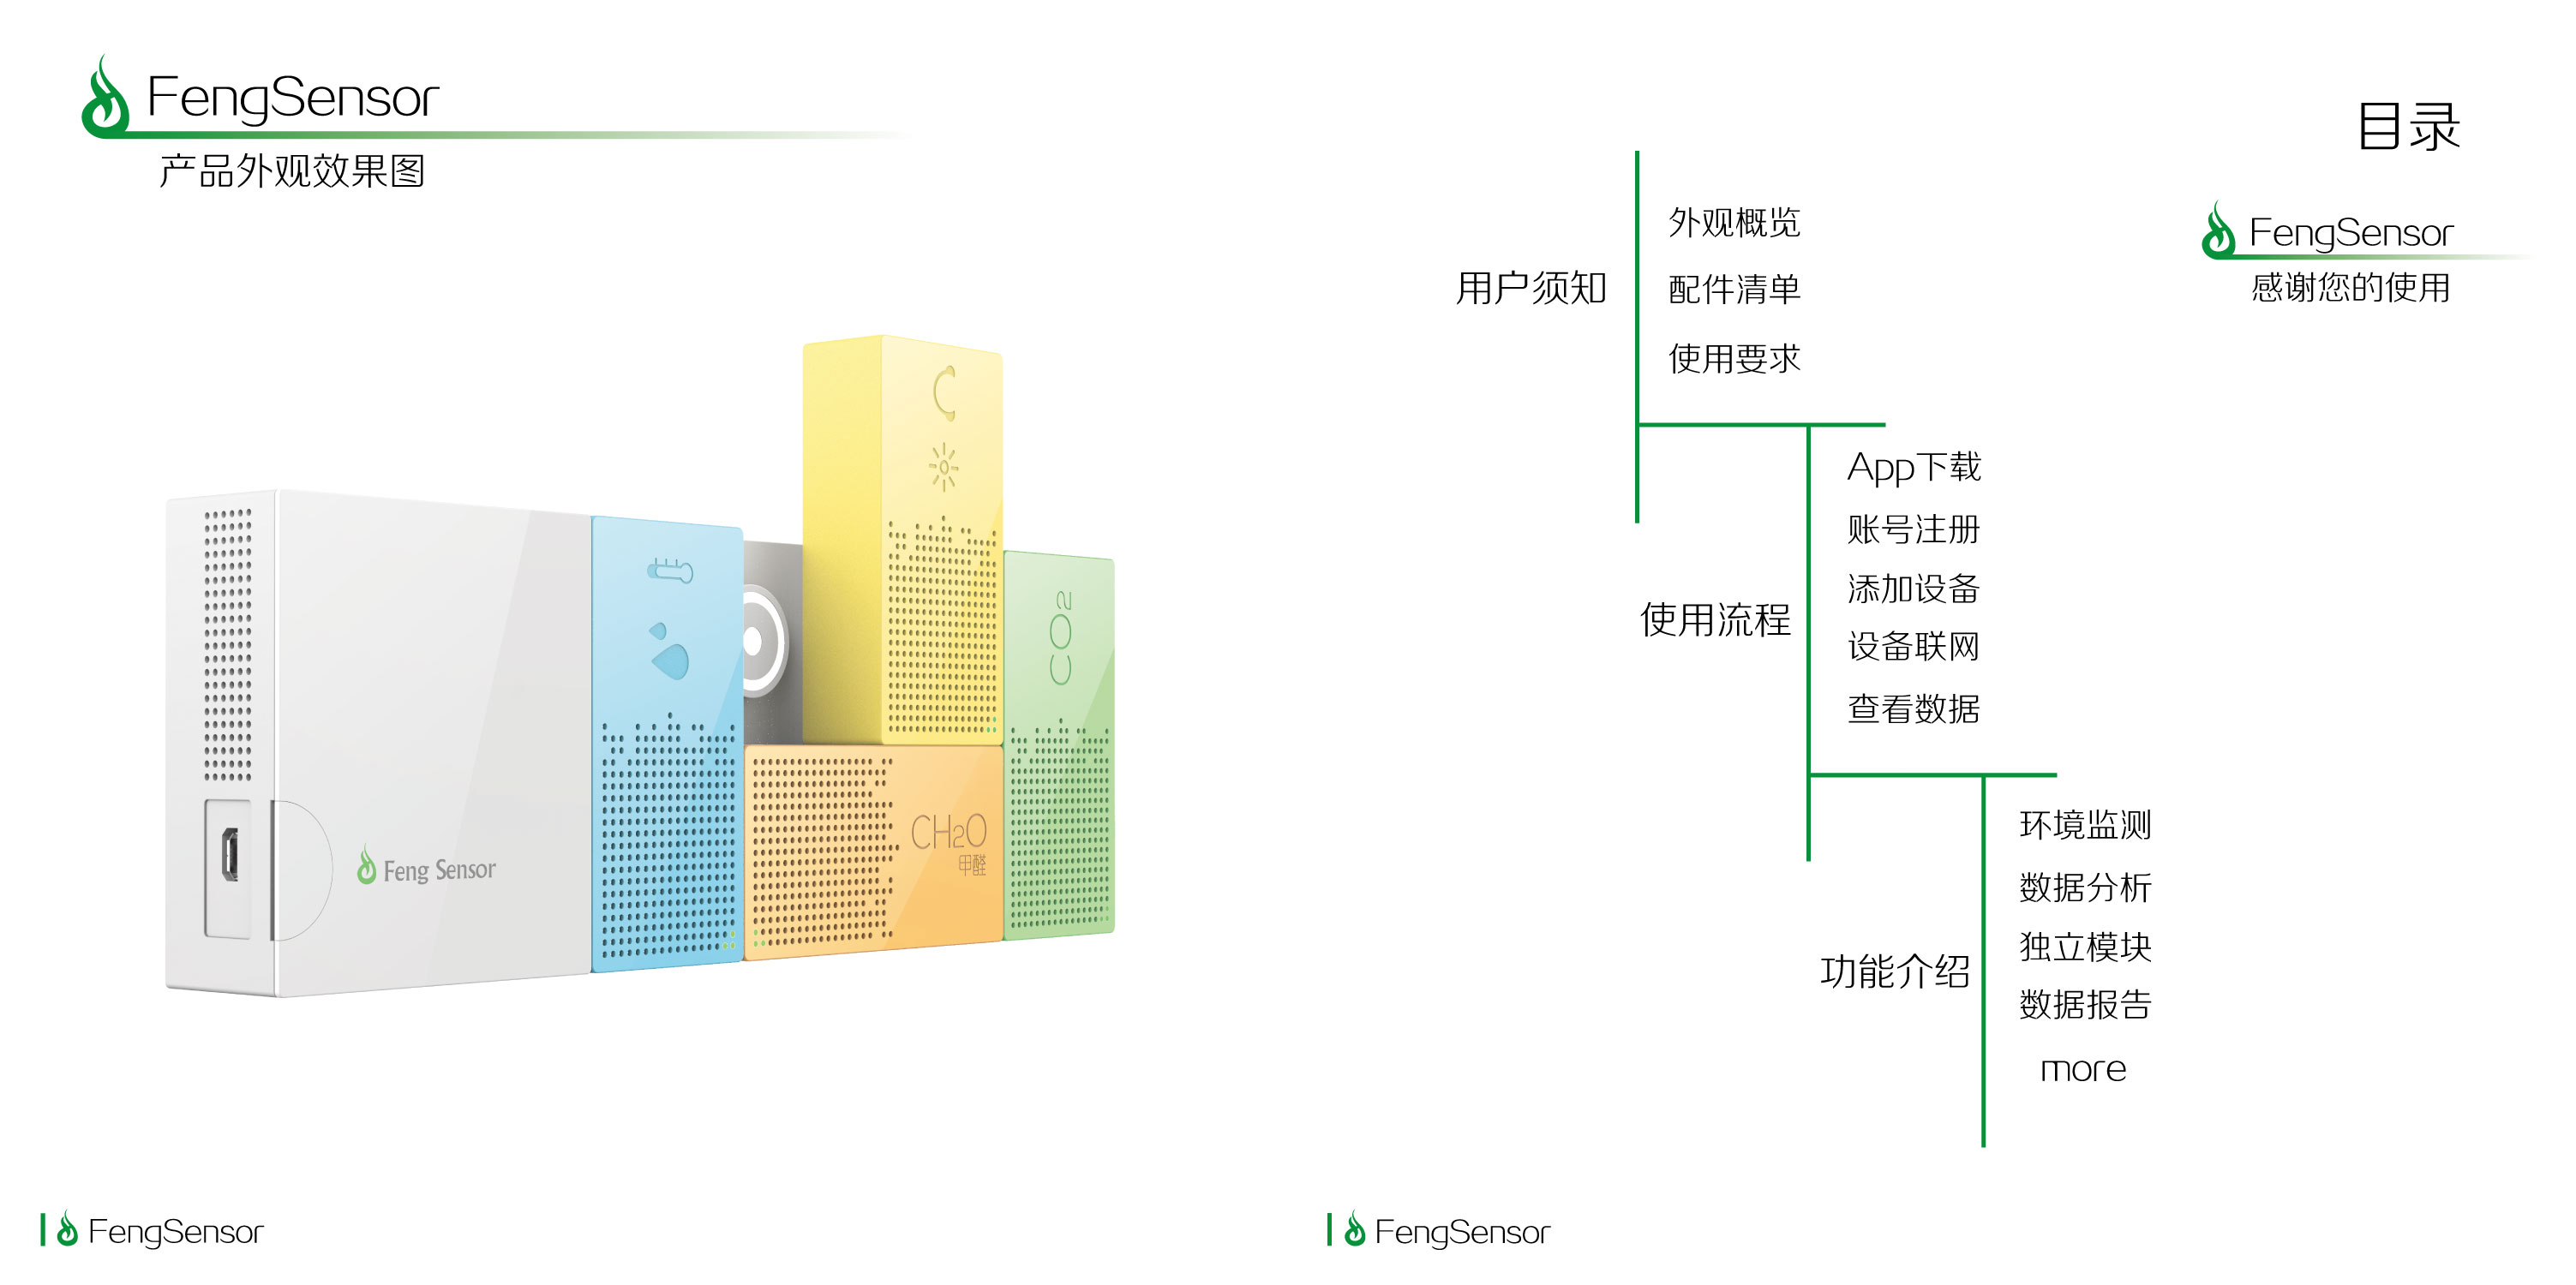 FengSensor
产品外观效果图
CO2
CH2O
甲醛
Feng Sensor
FengSensor
目录
FengSensor
感谢您的使用
用户须知
外观概览
配件清单
使用要求
使用流程
App下载
账号注册
添加设备
设备联网
查看数据
功能介绍
环境监测
数据分析
独立模块
数据报告
more
FengSensor